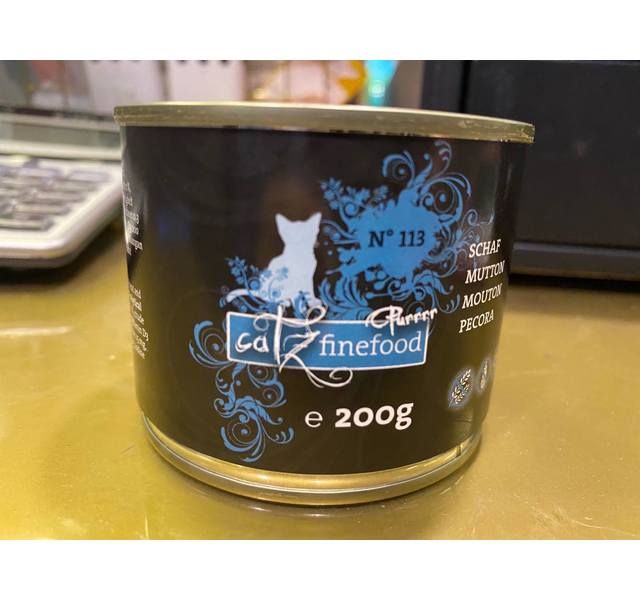 N° 113
SCHAF
MUTTON
MOUTON
PECORA
Purrrr
catz finefood
e 200g